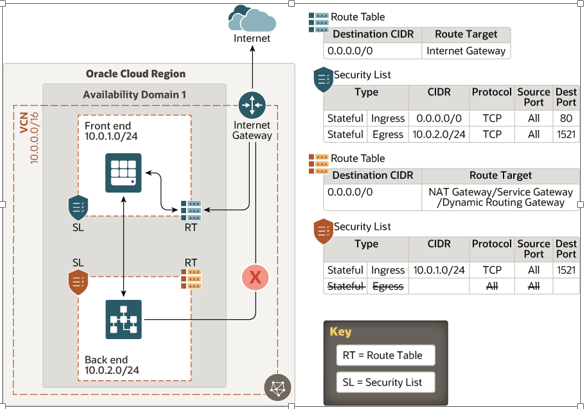 Internet
Oracle Cloud Region
Availability Domain 1
VCN
10.0.0.0/16
Front end
10.0.1.0/24
Internet
Gateway
SL
RT
SL
RT
X
Back end
10.0.2.0/24
Route Table
Destination CIDR Route Target
0.0.0.0/0 Internet Gateway
Security List
Type CIDR Protocol Source Port Dest Port
Stateful Ingress 0.0.0.0/0 TCP All 80
Stateful Egress 10.0.2.0/24 TCP All 1521
Route Table
Destination CIDR Route Target
0.0.0.0/0 NAT Gateway/Service Gateway
/Dynamic Routing Gateway
Security List
Type CIDR Protocol Source Port Dest Port
Stateful Ingress 10.0.1.0/24 TCP All 1521
Stateful Egress All All
Key
RT = Route Table
SL = Security List